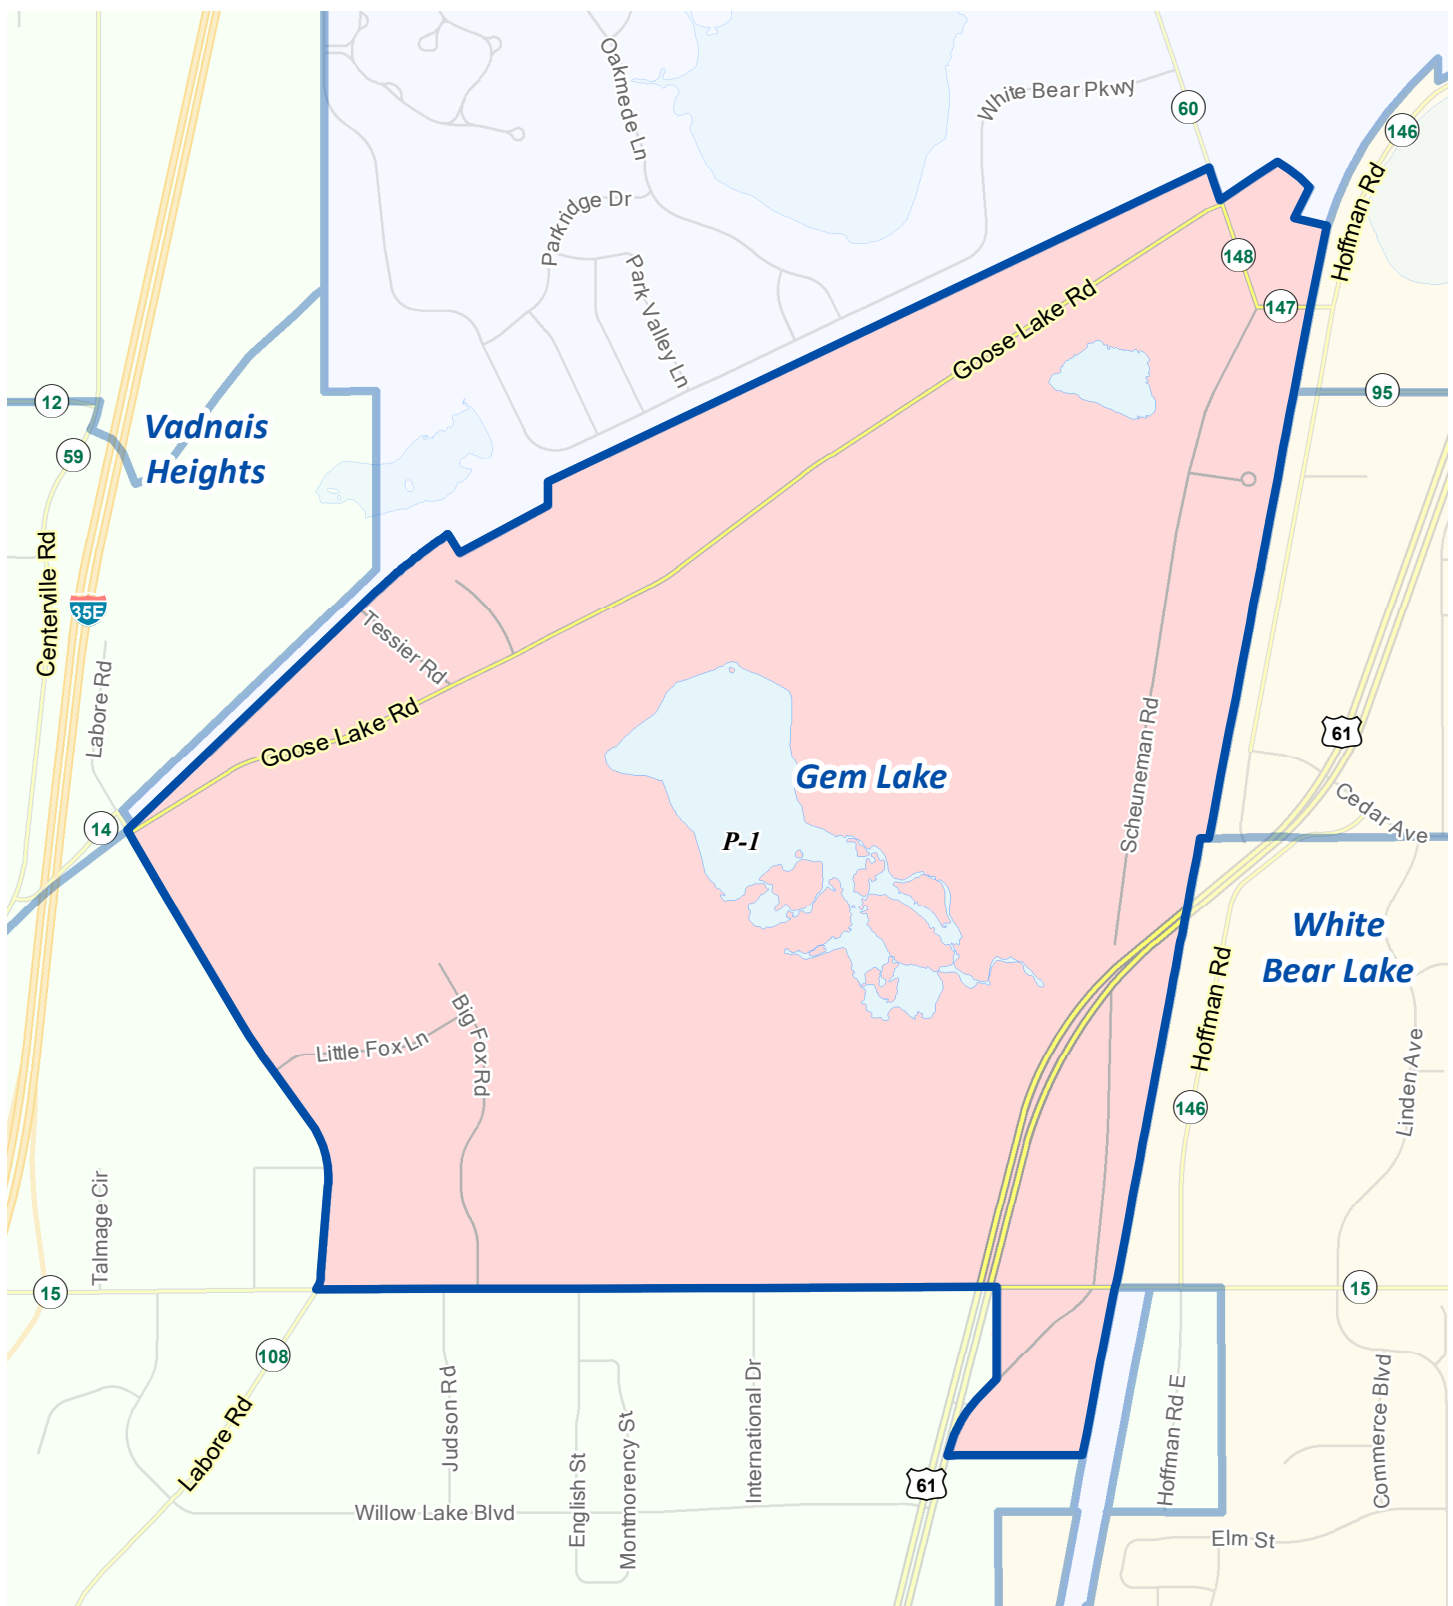 Oakmede Ln
White Bear Pkwy
60
146
Parkridge Dr
Hoffman Rd
Park Valley Ln
148
147
Goose Lake Rd
12
95
Vadnais
Heights
59
Centerville Rd
35E
Tessier Rd
Labore Rd
Goose Lake Rd
Scheuneman Rd
61
Gem Lake
Cedar Ave
14
P-1
White
Bear Lake
Hoffman Rd
Big Fox Rd
Little Fox Ln
Linden Ave
146
Talmage Cir
15
15
108
Labore Rd
Judson Rd
International Dr
Hoffman Rd E
Commerce Blvd
English St
Montmorency St
61
Willow Lake Blvd
Elm St